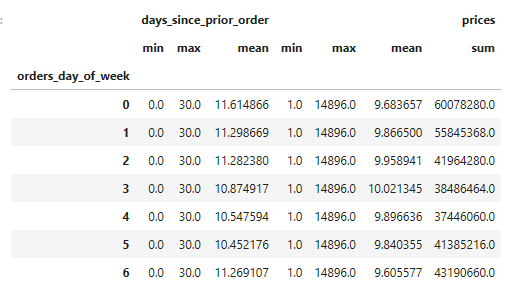 :
days_since_prior_order prices
min max mean min max mean sum
orders_day_of_week
0 0.0 30.0 11.614866 1.0 14896.0 9.683657 60078280.0
1 0.0 30.0 11.298669 1.0 14896.0 9.866500 55845368.0
2 0.0 30.0 11.282380 1.0 14896.0 9.958941 41964280.0
3 0.0 30.0 10.874917 1.0 14896.0 10.021345 38486464.0
4 0.0 30.0 10.547594 1.0 14896.0 9.896636 37446060.0
5 0.0 30.0 10.452176 1.0 14896.0 9.840355 41385216.0
6 0.0 30.0 11.269107 1.0 14896.0 9.605577 43190660.0